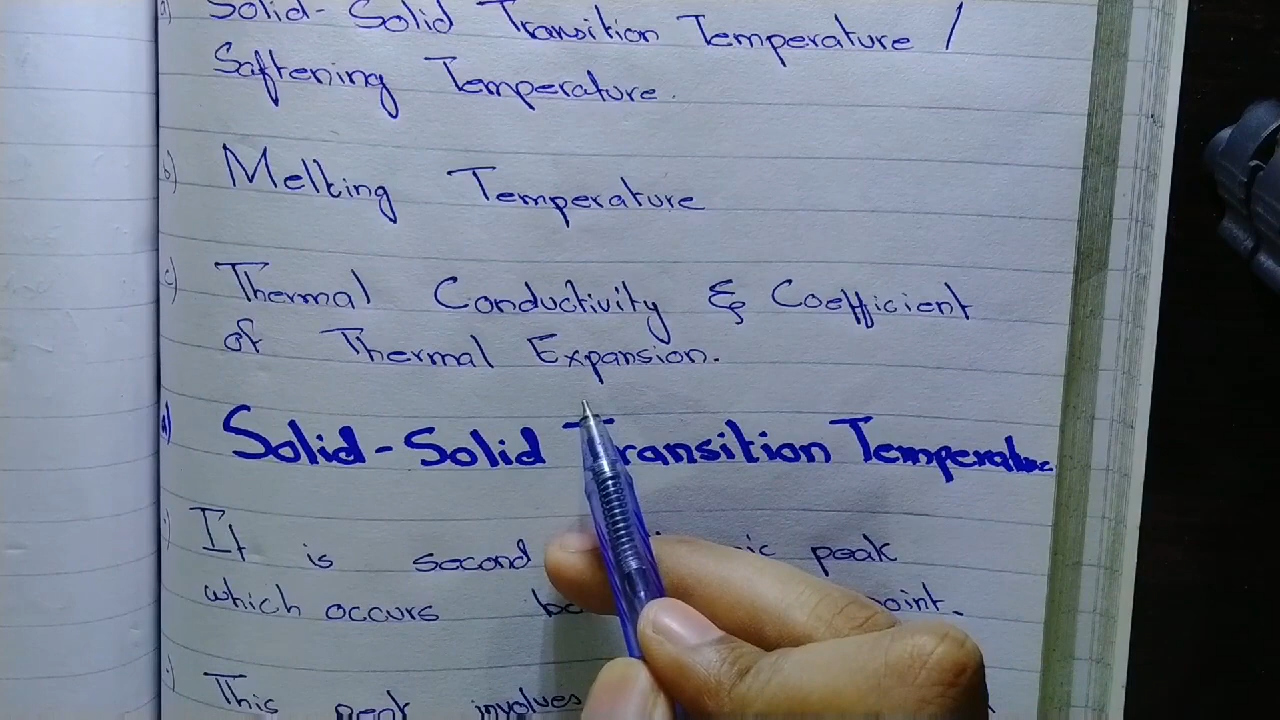 a) Solid-Solid Transition Temperature /
Saftening Temperature.
b) Melting Temperature
c) Thermal Conductivity & Coefficient
of Thermal Expansion.
a) Solid-Solid Transition Temperature
i) It is second peak
which occurs point.
This peak involves